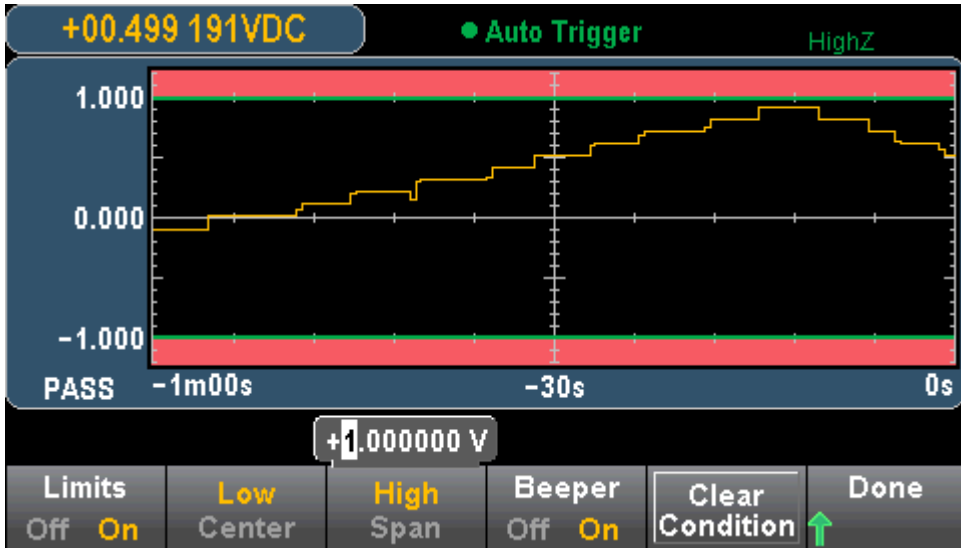 +00.499 191VDC
Auto Trigger
HighZ
1.000
0.000
-1.000
PASS -1m00s -30s 0s
+1.000000 V
Limits Low High Beeper Clear Done
Off On Center Span Off On Condition